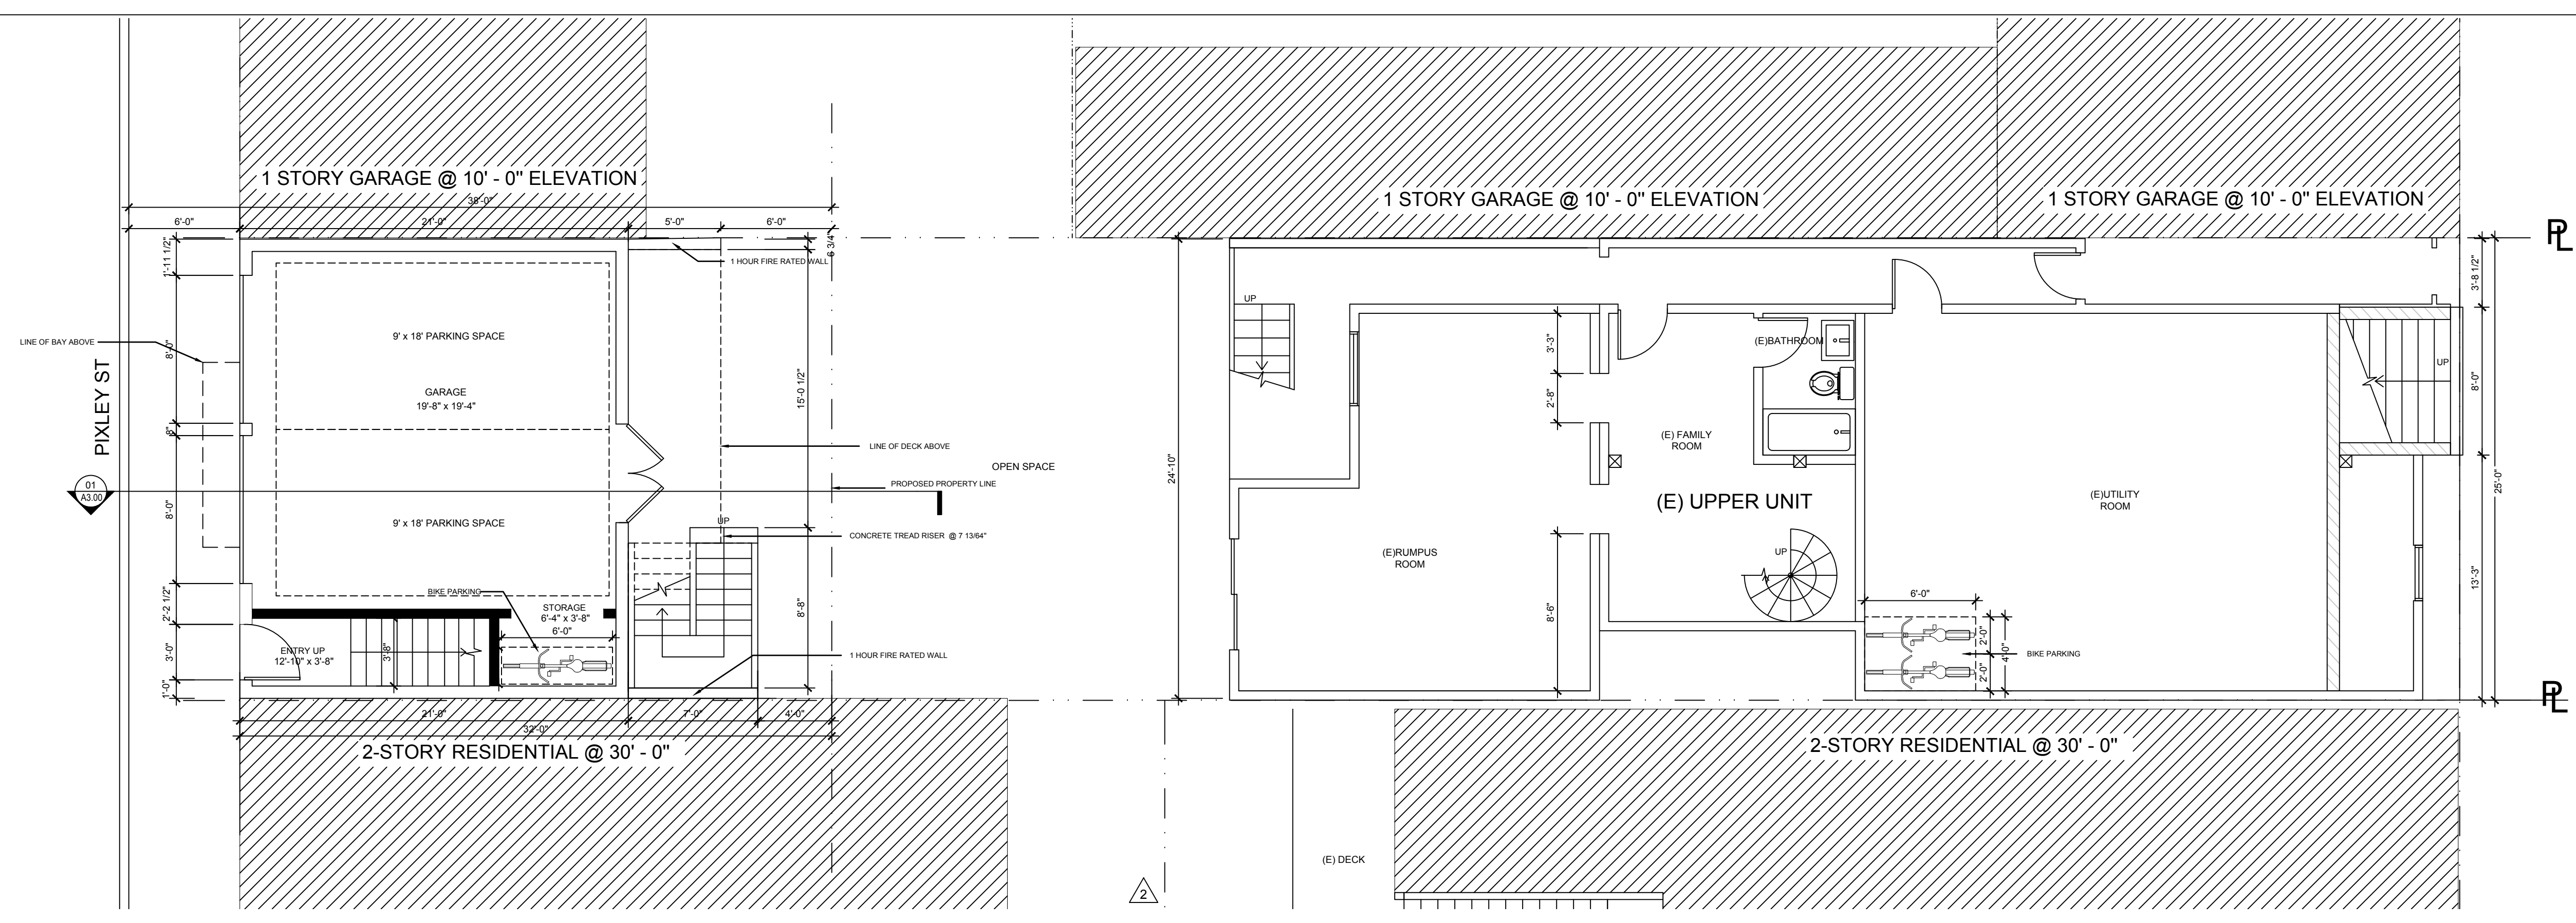 1 STORY GARAGE @ 10' - 0" ELEVATION
1 STORY GARAGE @ 10' - 0" ELEVATION
1 STORY GARAGE @ 10' - 0" ELEVATION
38'-0"
6'-0"
21'-0"
5'-0"
6'-0"
6 3/4"
1'-11 1/2"
8'-0"
8"
8'-0"
2'-2 1/2"
3'-0"
1'-0"
LINE OF BAY ABOVE
PIXLEY ST
01
A3.00
9' x 18' PARKING SPACE
GARAGE
19'-8" x 19'-4"
9' x 18' PARKING SPACE
BIKE PARKING
STORAGE
6'-4" x 3'-8"
6'-0"
ENTRY UP
12'-10" x 3'-8"
3'-8"
1 HOUR FIRE RATED WALL
15'-0 1/2"
LINE OF DECK ABOVE
OPEN SPACE
PROPOSED PROPERTY LINE
UP
CONCRETE TREAD RISER @ 7 13/64"
8'-8"
1 HOUR FIRE RATED WALL
21'-0"
7'-0"
4'-0"
32'-0"
2-STORY RESIDENTIAL @ 30' - 0"
24'-10"
UP
(E)RUMPUS
ROOM
3'-3"
2'-8"
8'-6"
(E)BATHROOM
(E) FAMILY
ROOM
(E) UPPER UNIT
UP
(E)UTILITY
ROOM
6'-0"
2'-0"
2'-0"
4'-0"
BIKE PARKING
UP
3'-8 1/2"
8'-0"
13'-3"
25'-0"
PL
PL
2-STORY RESIDENTIAL @ 30' - 0"
(E) DECK
2